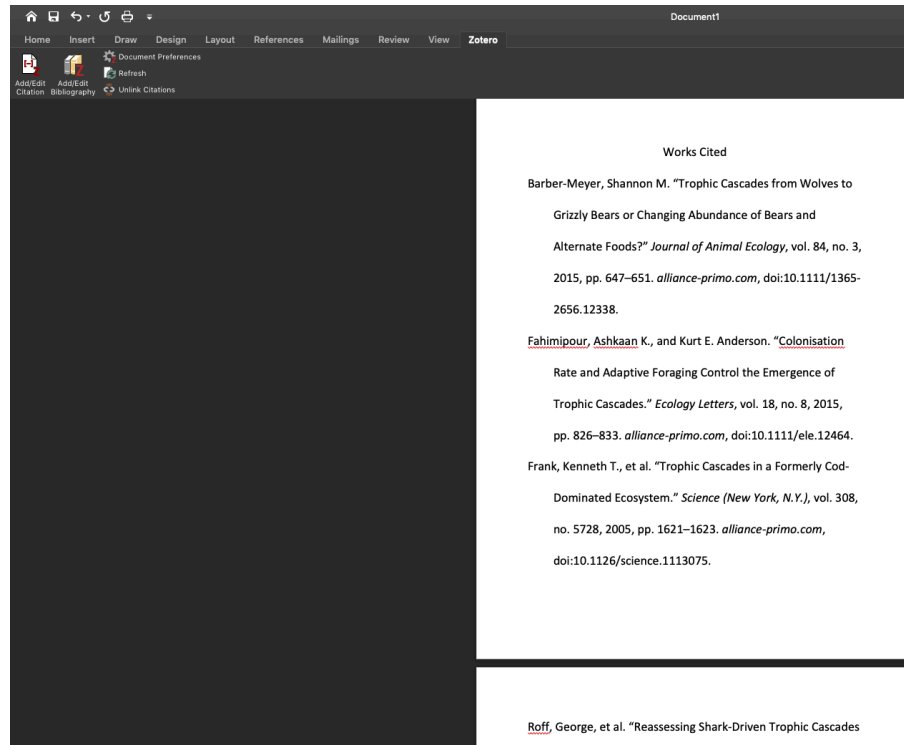 Document1
Home Insert Draw Design Layout References Mailings Review View Zotero
Add/Edit Citation
Add/Edit Bibliography
Document Preferences
Refresh
Unlink Citations
Works Cited
Barber-Meyer, Shannon M. “Trophic Cascades from Wolves to
Grizzly Bears or Changing Abundance of Bears and
Alternate Foods?” Journal of Animal Ecology, vol. 84, no. 3,
2015, pp. 647–651. alliance-primo.com, doi:10.1111/1365-
2656.12338.
Fahimipour, Ashkaan K., and Kurt E. Anderson. “Colonisation
Rate and Adaptive Foraging Control the Emergence of
Trophic Cascades.” Ecology Letters, vol. 18, no. 8, 2015,
pp. 826–833. alliance-primo.com, doi:10.1111/ele.12464.
Frank, Kenneth T., et al. “Trophic Cascades in a Formerly Cod-
Dominated Ecosystem.” Science (New York, N.Y.), vol. 308,
no. 5728, 2005, pp. 1621–1623. alliance-primo.com,
doi:10.1126/science.1113075.
Roff, George, et al. “Reassessing Shark-Driven Trophic Cascades